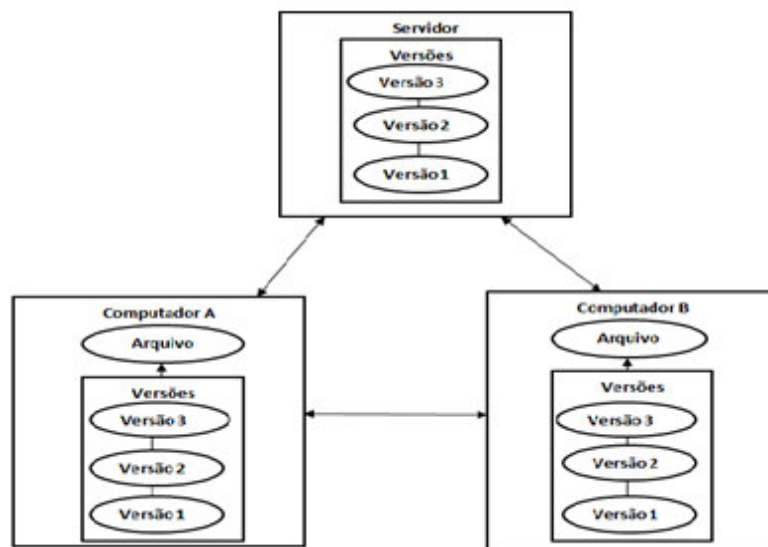 Servidor
Versões
Versão 3
Versão 2
Versão 1
Computador A
Arquivo
Versões
Versão 3
Versão 2
Versão 1
Computador B
Arquivo
Versões
Versão 3
Versão 2
Versão 1